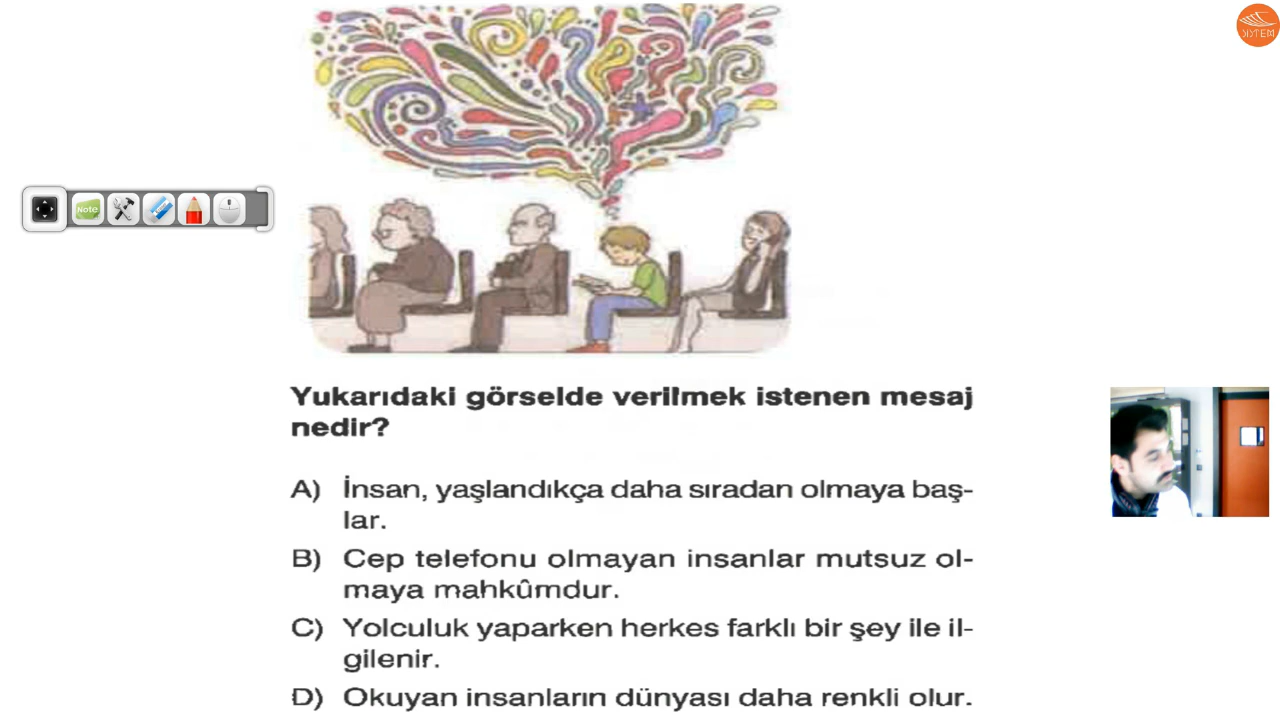 SISTEM
Note
Yukarıdaki görselde verilmek istenen mesaj
nedir?
A) İnsan, yaşlandıkça daha sıradan olmaya baş-
lar.
B) Cep telefonu olmayan insanlar mutsuz ol-
maya mahkûmdur.
C) Yolculuk yaparken herkes farklı bir şey ile il-
gilenir.
D) Okuyan insanların dünyası daha renkli olur.